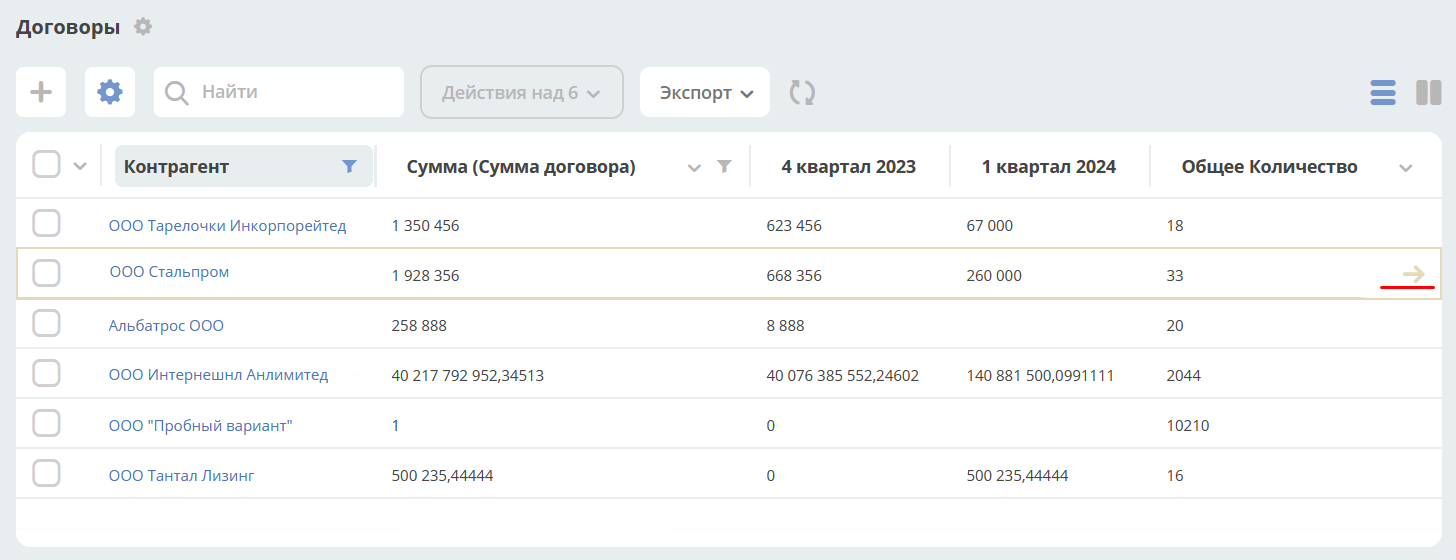 Договоры
Найти
Действия над 6
Экспорт
Контрагент Сумма (Сумма договора) 4 квартал 2023 1 квартал 2024 Общее Количество
ООО Тарелочки Инкорпорейтед 1 350 456 623 456 67 000 18
ООО Стальпром 1 928 356 668 356 260 000 33
Альбатрос ООО 258 888 8 888 20
ООО Интернешнл Анлимитед 40 217 792 952,34513 40 076 385 552,24602 140 881 500,0991111 2044
ООО "Пробный вариант" 1 0 10210
ООО Тантал Лизинг 500 235,44444 0 500 235,44444 16